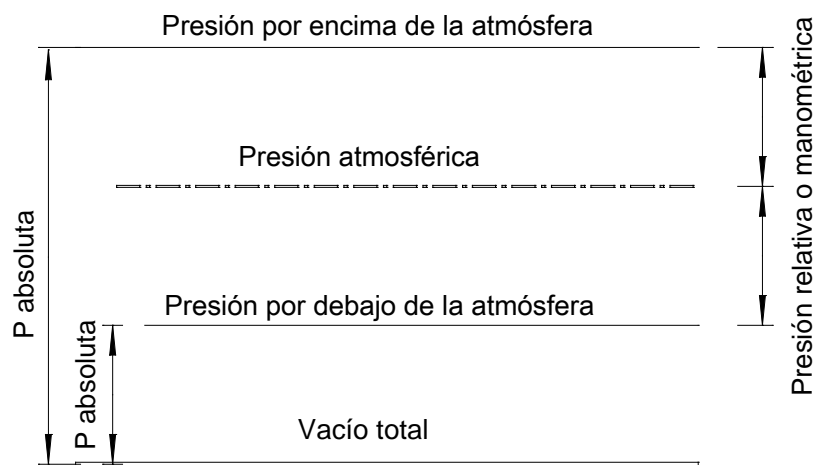 Presión por encima de la atmósfera
Presión atmosférica
Presión por debajo de la atmósfera
Vacío total
P absoluta
P absoluta
Presión relativa o manométrica